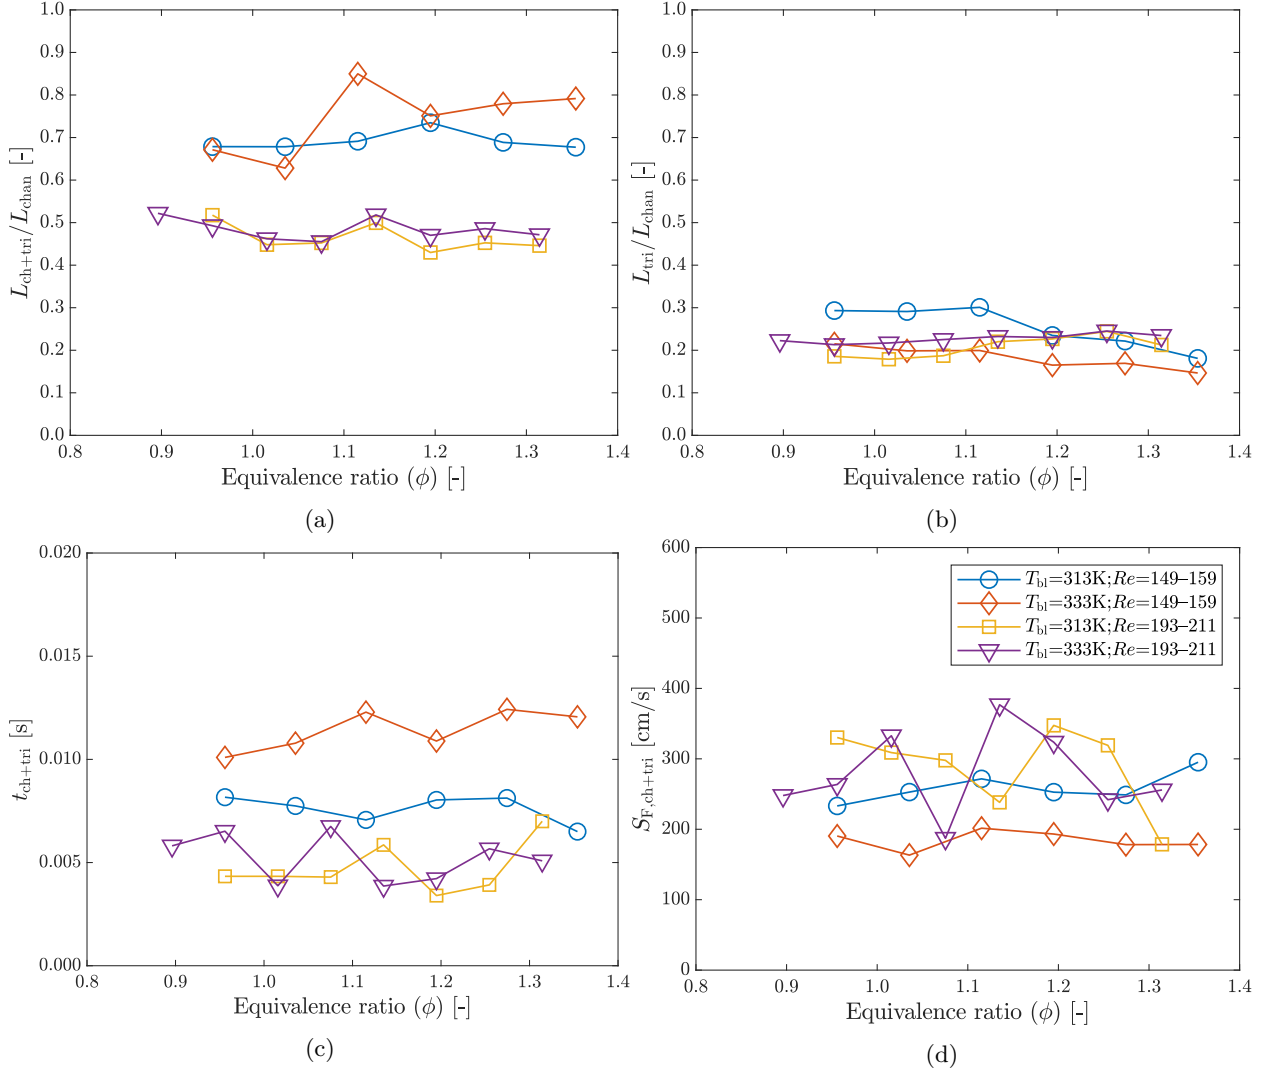 1.0
0.9
0.8
0.7
0.6
0.5
0.4
0.3
0.2
0.1
0.0
L_ch+tri/L_chan [-]
0.8 0.9 1.0 1.1 1.2 1.3 1.4
Equivalence ratio (ϕ) [-]
(a)
1.0
0.9
0.8
0.7
0.6
0.5
0.4
0.3
0.2
0.1
0.0
L_tri/L_chan [-]
0.8 0.9 1.0 1.1 1.2 1.3 1.4
Equivalence ratio (ϕ) [-]
(b)
0.020
0.015
0.010
0.005
0.000
t_ch+tri [s]
0.8 0.9 1.0 1.1 1.2 1.3 1.4
Equivalence ratio (ϕ) [-]
(c)
600
500
400
300
200
100
0
S_F,ch+tri [cm/s]
T_bl=313K;Re=149–159
T_bl=333K;Re=149–159
T_bl=313K;Re=193–211
T_bl=333K;Re=193–211
0.8 0.9 1.0 1.1 1.2 1.3 1.4
Equivalence ratio (ϕ) [-]
(d)